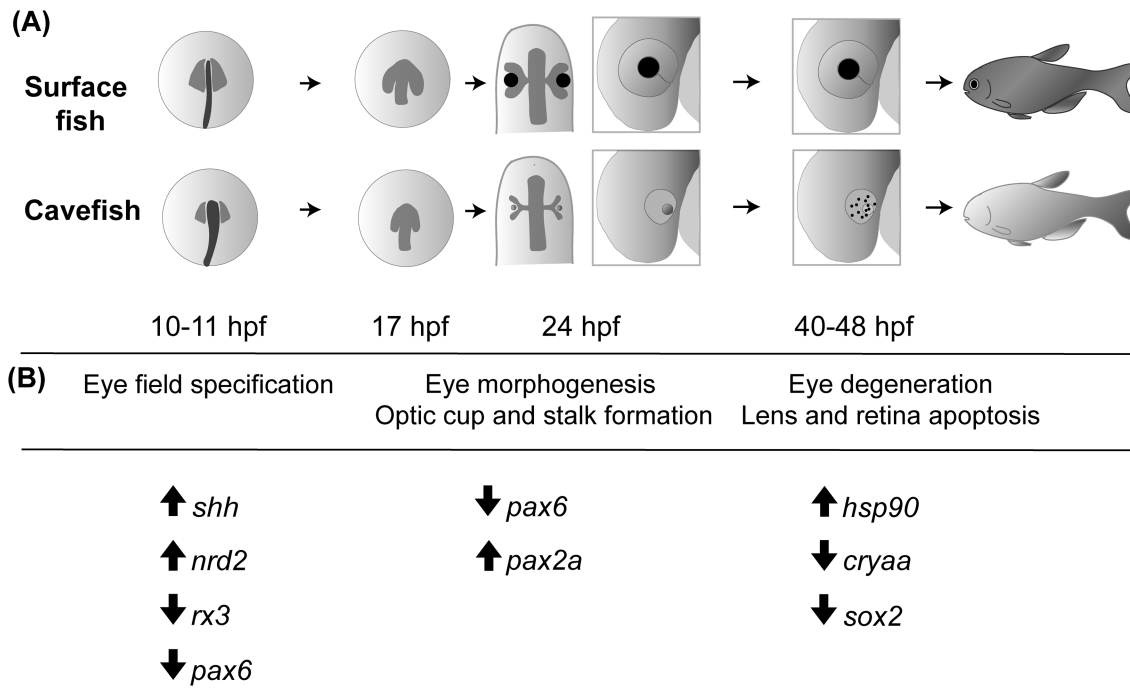 (A)
Surface
fish
Cavefish
10-11 hpf
17 hpf
24 hpf
40-48 hpf
(B)
Eye field specification
Eye morphogenesis
Optic cup and stalk formation
Eye degeneration
Lens and retina apoptosis
shh
nrd2
rx3
pax6
pax6
pax2a
hsp90
cryaa
sox2